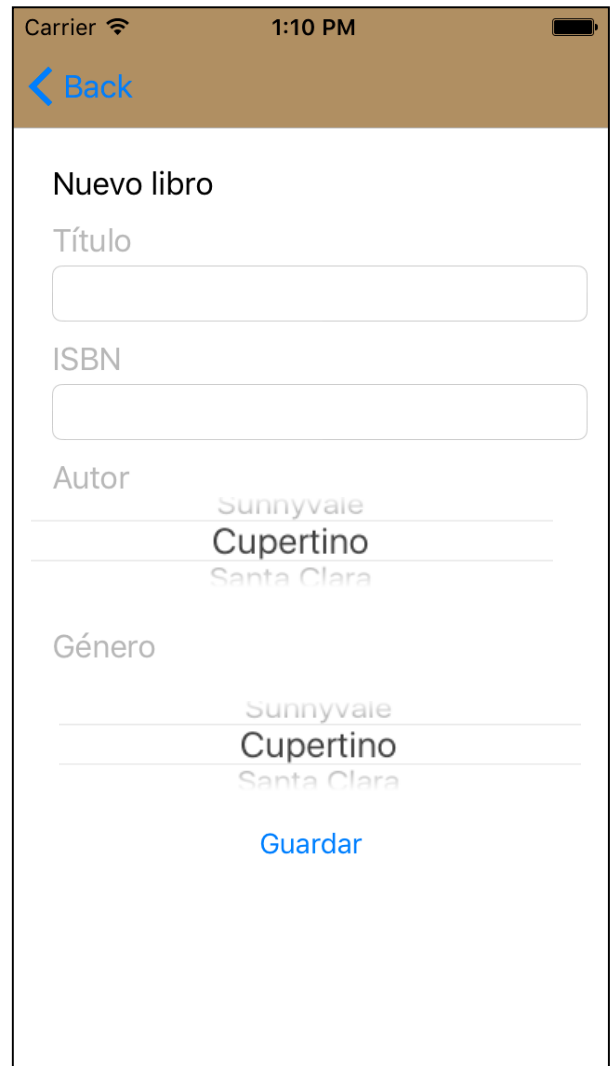 Carrier 1:10 PM
Back
Nuevo libro
Título
ISBN
Autor
Sunnyvale
Cupertino
Santa Clara
Género
Sunnyvale
Cupertino
Santa Clara
Guardar